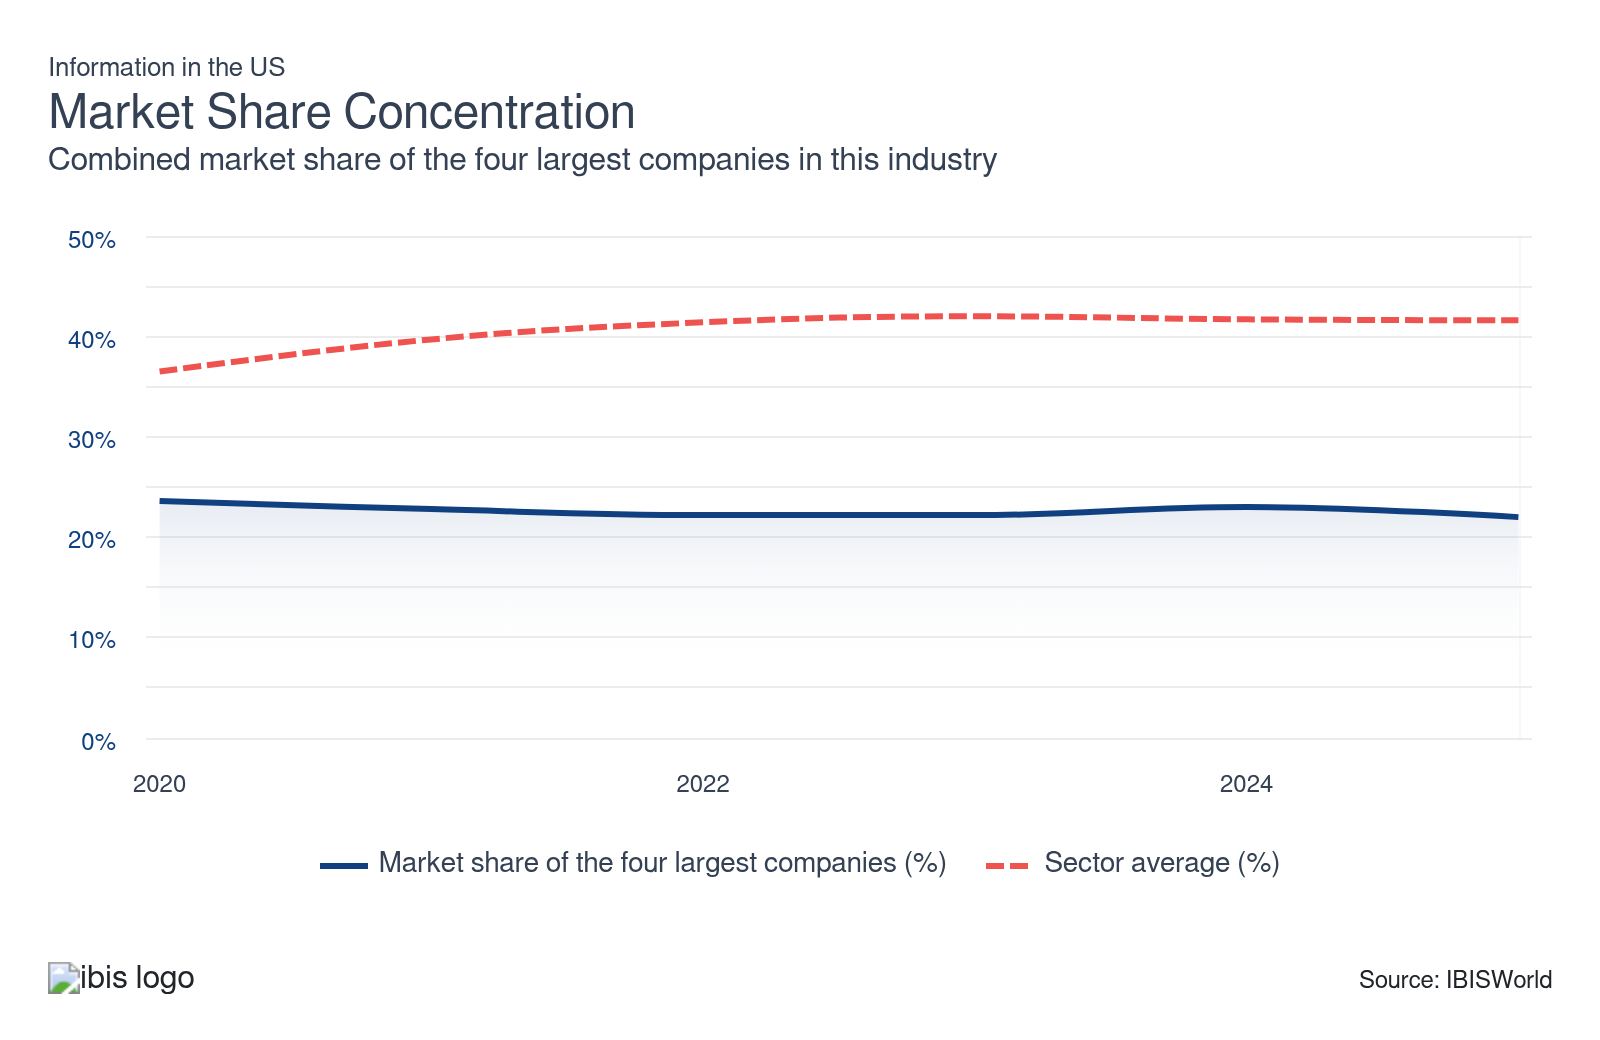 Information in the US
Market Share Concentration
Combined market share of the four largest companies in this industry
50%
40%
30%
20%
10%
0%
2020 2022 2024
Market share of the four largest companies (%) Sector average (%)
ibis logo Source: IBISWorld